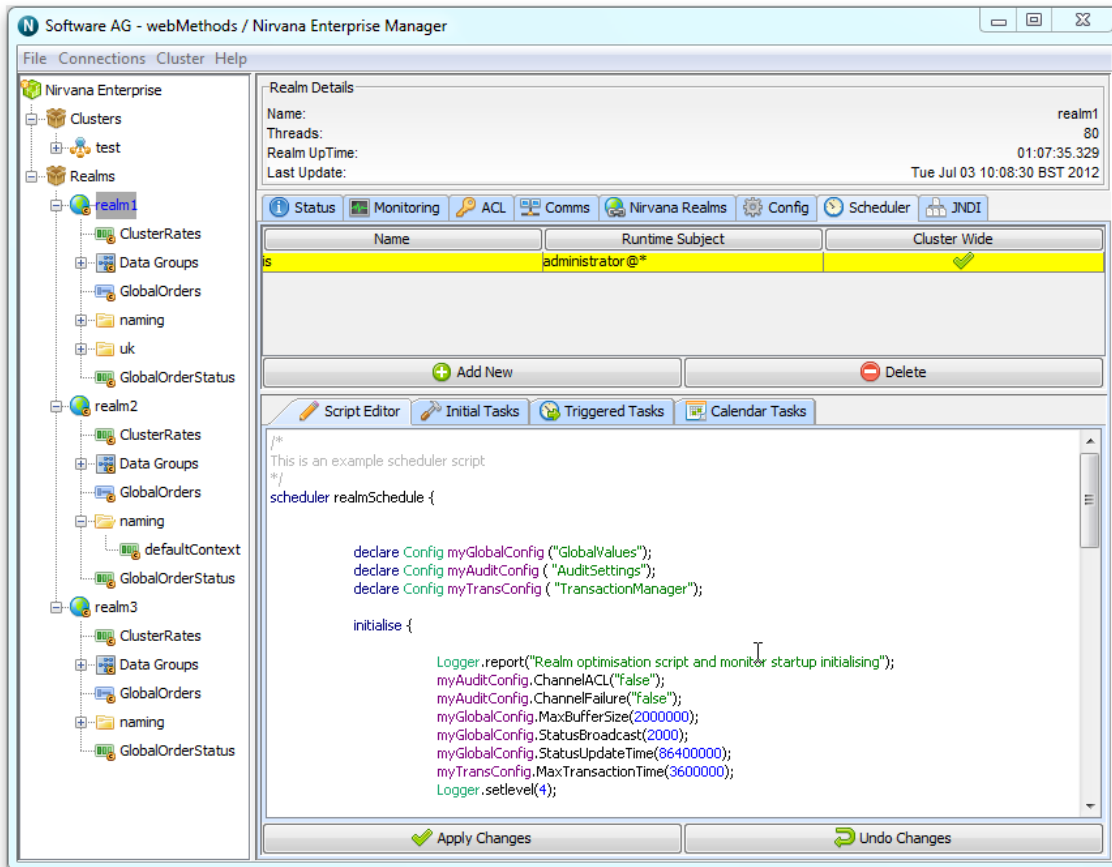 Software AG - webMethods / Nirvana Enterprise Manager
File Connections Cluster Help
Nirvana Enterprise
Clusters
test
Realms
realm1
ClusterRates
Data Groups
GlobalOrders
naming
uk
GlobalOrderStatus
realm2
ClusterRates
Data Groups
GlobalOrders
naming
defaultContext
GlobalOrderStatus
realm3
ClusterRates
Data Groups
GlobalOrders
naming
GlobalOrderStatus
Realm Details
Name: realm1
Threads: 80
Realm UpTime: 01:07:35.329
Last Update: Tue Jul 03 10:08:30 BST 2012
Status Monitoring ACL Comms Nirvana Realms Config Scheduler JNDI
Name Runtime Subject Cluster Wide
is administrator@*
Add New Delete
Script Editor Initial Tasks Triggered Tasks Calendar Tasks
/*
This is an example scheduler script
*/
scheduler realmSchedule {
declare Config myGlobalConfig ("GlobalValues");
declare Config myAuditConfig ( "AuditSettings");
declare Config myTransConfig ( "TransactionManager");
initialise {
Logger.report("Realm optimisation script and monitor startup initialising");
myAuditConfig.ChannelACL("false");
myAuditConfig.ChannelFailure("false");
myGlobalConfig.MaxBufferSize(2000000);
myGlobalConfig.StatusBroadcast(2000);
myGlobalConfig.StatusUpdateTime(86400000);
myTransConfig.MaxTransactionTime(3600000);
Logger.setlevel(4);
Apply Changes Undo Changes